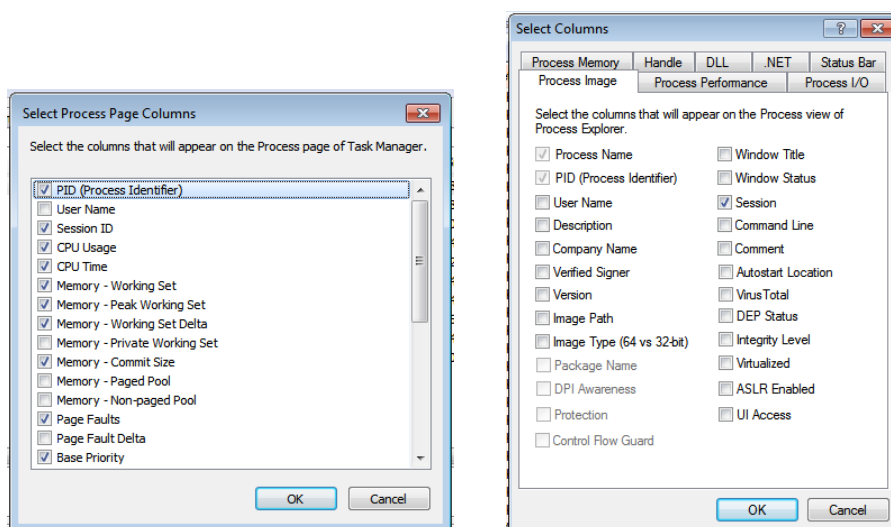 Select Process Page Columns
Select the columns that will appear on the Process page of Task Manager.
PID (Process Identifier)
User Name
Session ID
CPU Usage
CPU Time
Memory - Working Set
Memory - Peak Working Set
Memory - Working Set Delta
Memory - Private Working Set
Memory - Commit Size
Memory - Paged Pool
Memory - Non-paged Pool
Page Faults
Page Fault Delta
Base Priority
OK Cancel
Select Columns
Process Memory Handle DLL .NET Status Bar
Process Image Process Performance Process I/O
Select the columns that will appear on the Process view of
Process Explorer.
Process Name Window Title
PID (Process Identifier) Window Status
User Name Session
Description Command Line
Company Name Comment
Verified Signer Autostart Location
Version VirusTotal
Image Path DEP Status
Image Type (64 vs 32-bit) Integrity Level
Package Name Virtualized
DPI Awareness ASLR Enabled
Protection UI Access
Control Flow Guard
OK Cancel